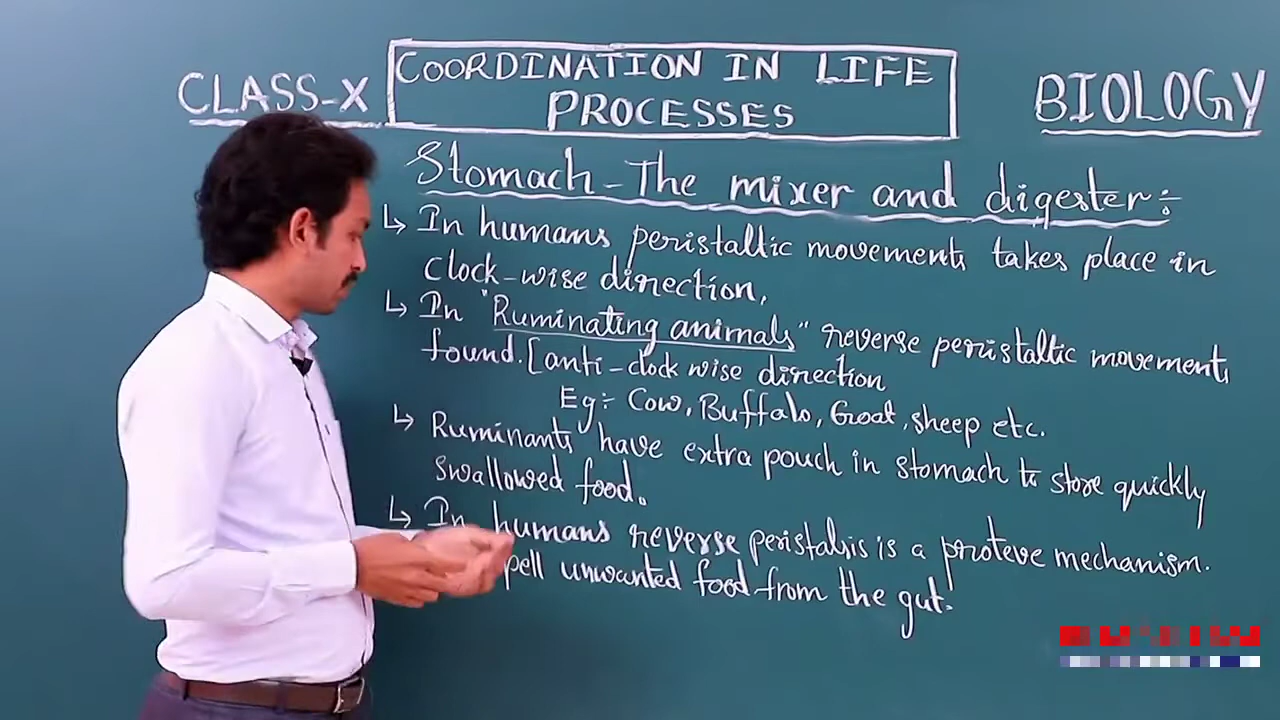 CLASS-X
COORDINATION IN LIFE
PROCESSES
BIOLOGY
Stomach - The mixer and digester:-
↳ In humans peristaltic movements takes place in
clock-wise direction,
↳ In "Ruminating animals" reverse peristaltic movements
found. [anti-clock wise direction
Eg:- Cow, Buffalo, Goat, sheep etc.
↳ Ruminants have extra pouch in stomach to store quickly
swallowed food.
↳ In humans reverse peristalsis is a mechanism.
pell unwanted food from the gut.